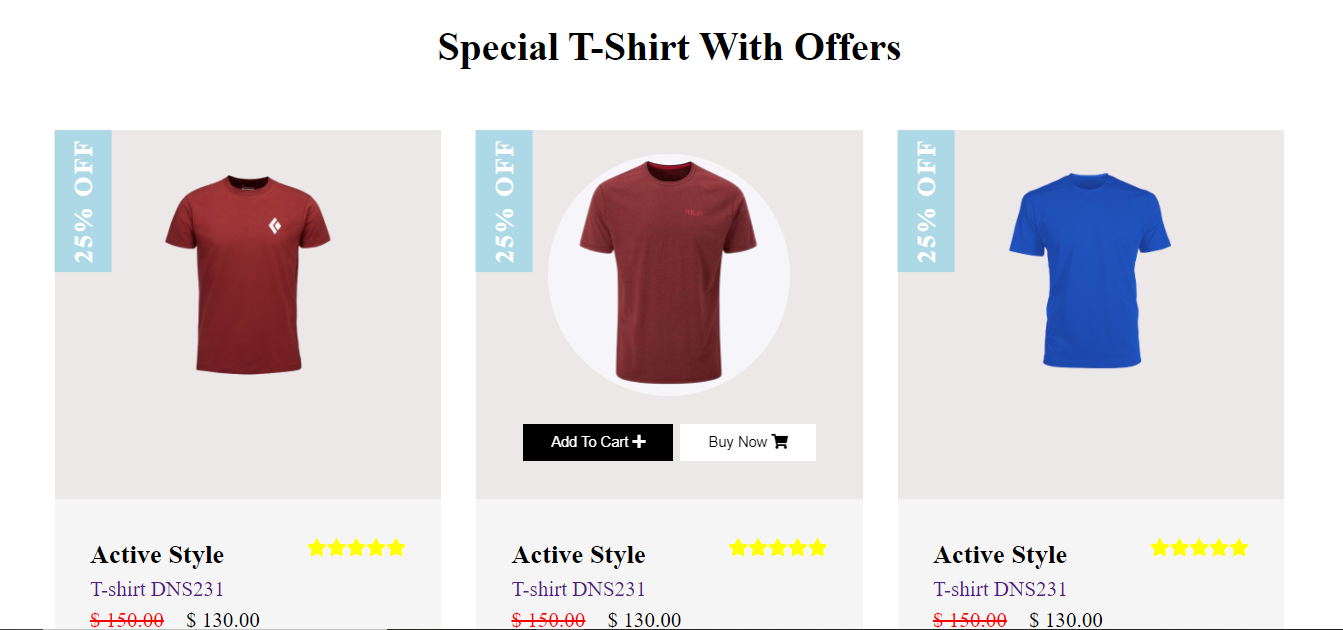 Special T-Shirt With Offers
25% OFF
25% OFF
25% OFF
Add To Cart
Buy Now
Active Style
T-shirt DNS231
$ 150.00 $ 130.00
Active Style
T-shirt DNS231
$ 150.00 $ 130.00
Active Style
T-shirt DNS231
$ 150.00 $ 130.00